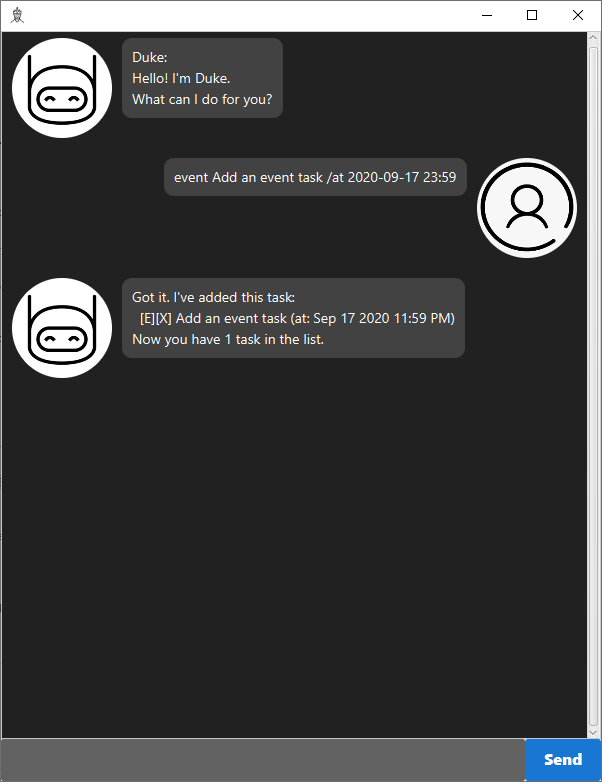 Duke:
Hello! I'm Duke.
What can I do for you?
event Add an event task /at 2020-09-17 23:59
Got it. I've added this task:
[E][X] Add an event task (at: Sep 17 2020 11:59 PM)
Now you have 1 task in the list.
Send